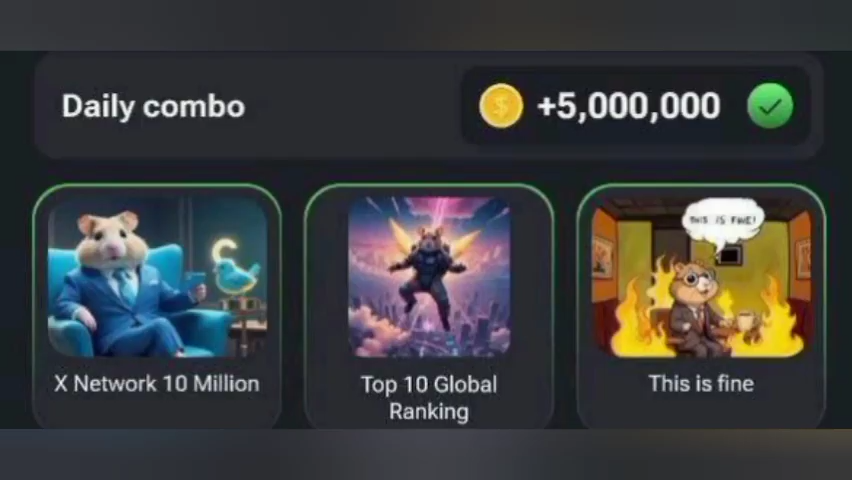 Daily combo
+5,000,000
THIS IS FINE!
X Network 10 Million
Top 10 Global
Ranking
This is fine